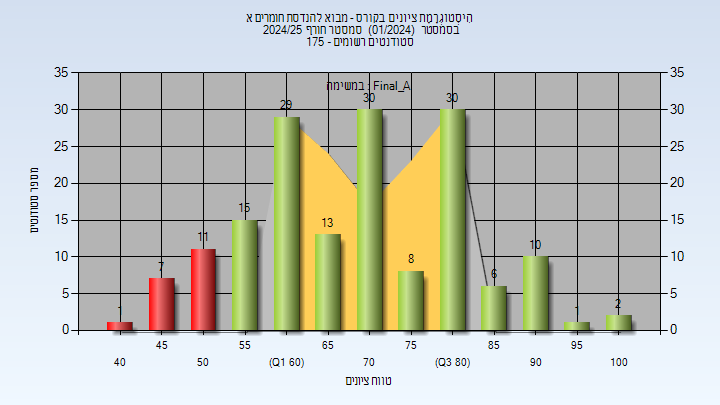 היסטוגרמת ציונים בקורס - מבוא להנדסת חומרים א
בסמסטר (01/2024) סמסטר חורף 2024/25
סטודנטים רשומים - 175
במשימה : Final_A
35 35
30 30
25 25
20 20
15 15
10 10
5 5
0 0
1 7 11 15 29 13 30 8 30 6 10 1 2
מספר סטודנטים
45 55 65 75 85 95
40 50 (Q1 60) 70 (Q3 80) 90 100
טווח ציונים